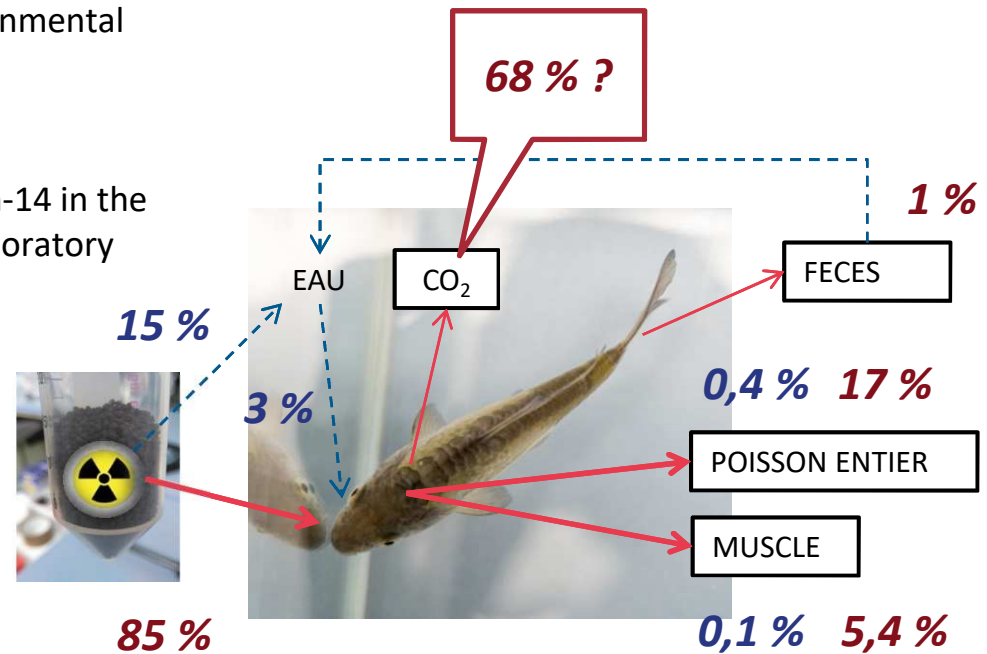 nmental
68 % ?
-14 in the
oratory
1 %
EAU
CO₂
FECES
15 %
3 %
0,4 % 17 %
POISSON ENTIER
MUSCLE
85 %
0,1 % 5,4 %